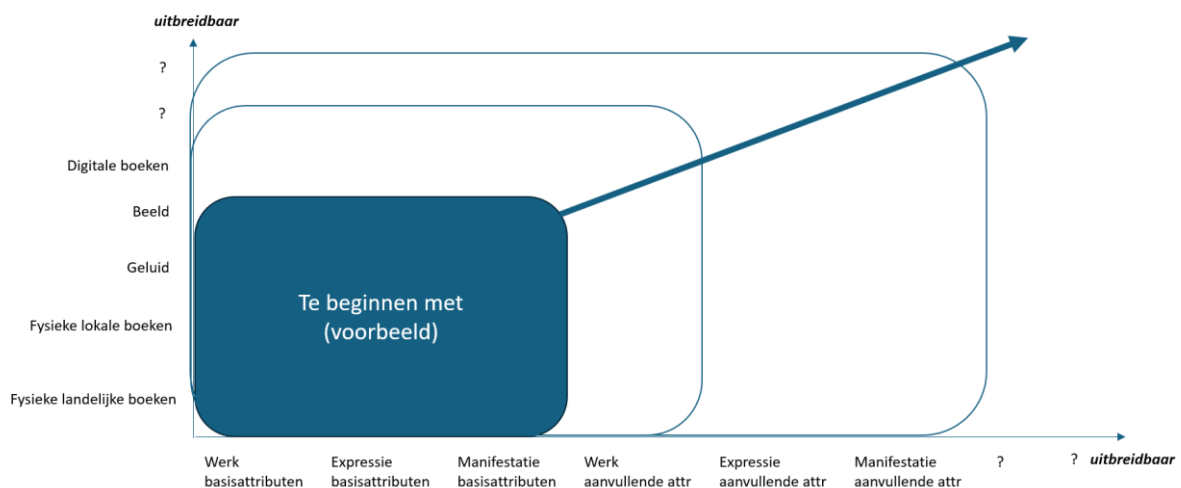 uitbreidbaar
?
?
Digitale boeken
Beeld
Geluid
Fysieke lokale boeken
Fysieke landelijke boeken
Te beginnen met
(voorbeeld)
Werk
basisattributen
Expressie
basisattributen
Manifestatie
basisattributen
Werk
aanvullende attr
Expressie
aanvullende attr
Manifestatie
aanvullende attr
?
?
uitbreidbaar